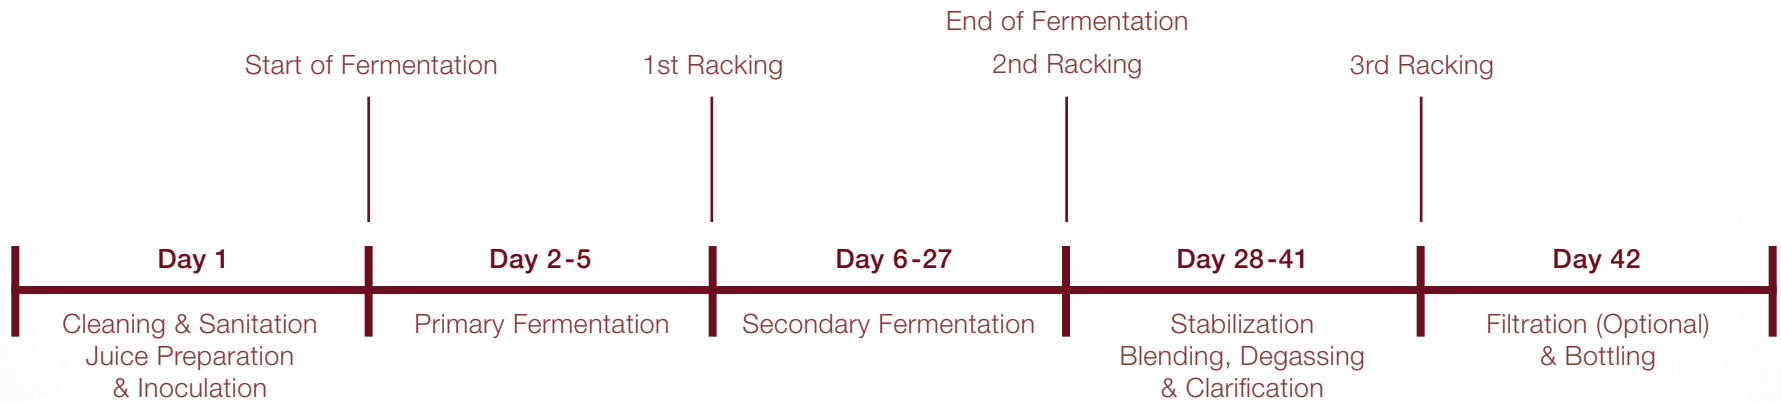 End of Fermentation
Start of Fermentation
1st Racking
2nd Racking
3rd Racking
Day 1
Day 2-5
Day 6-27
Day 28-41
Day 42
Cleaning & Sanitation
Juice Preparation
& Inoculation
Primary Fermentation
Secondary Fermentation
Stabilization
Blending, Degassing
& Clarification
Filtration (Optional)
& Bottling